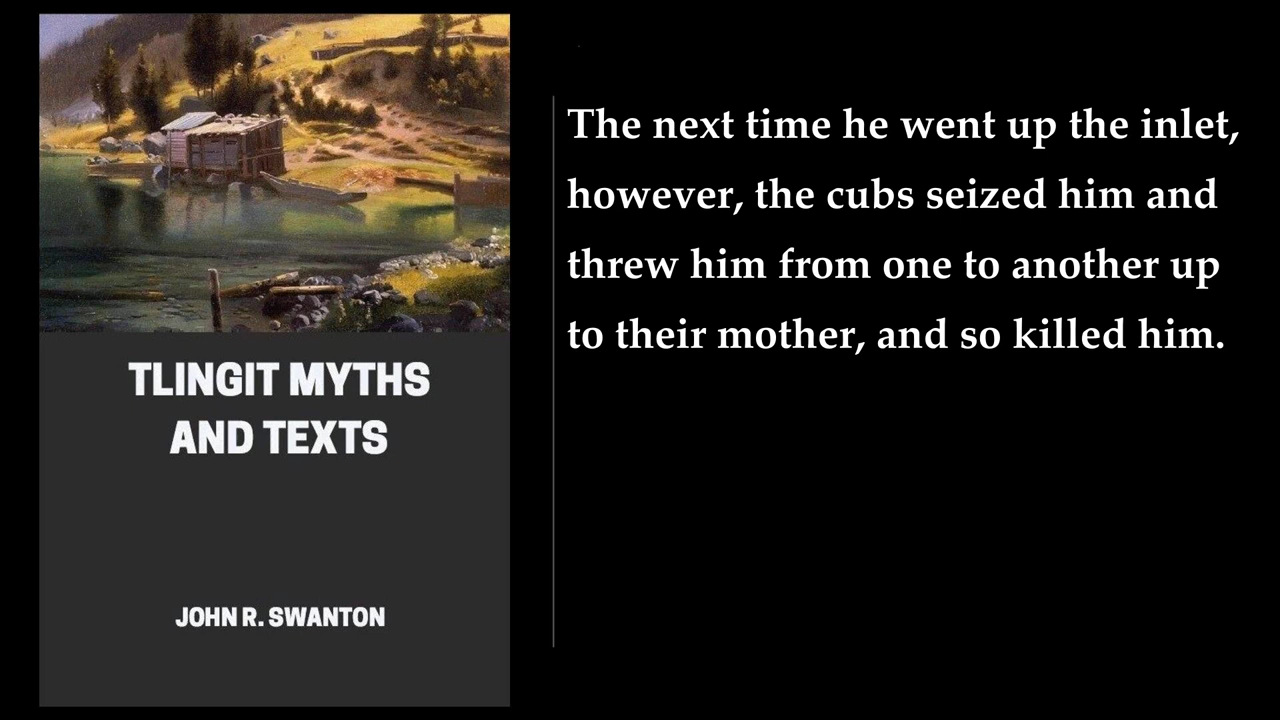 TLINGIT MYTHS
AND TEXTS
JOHN R. SWANTON
The next time he went up the inlet,
however, the cubs seized him and
threw him from one to another up
to their mother, and so killed him.